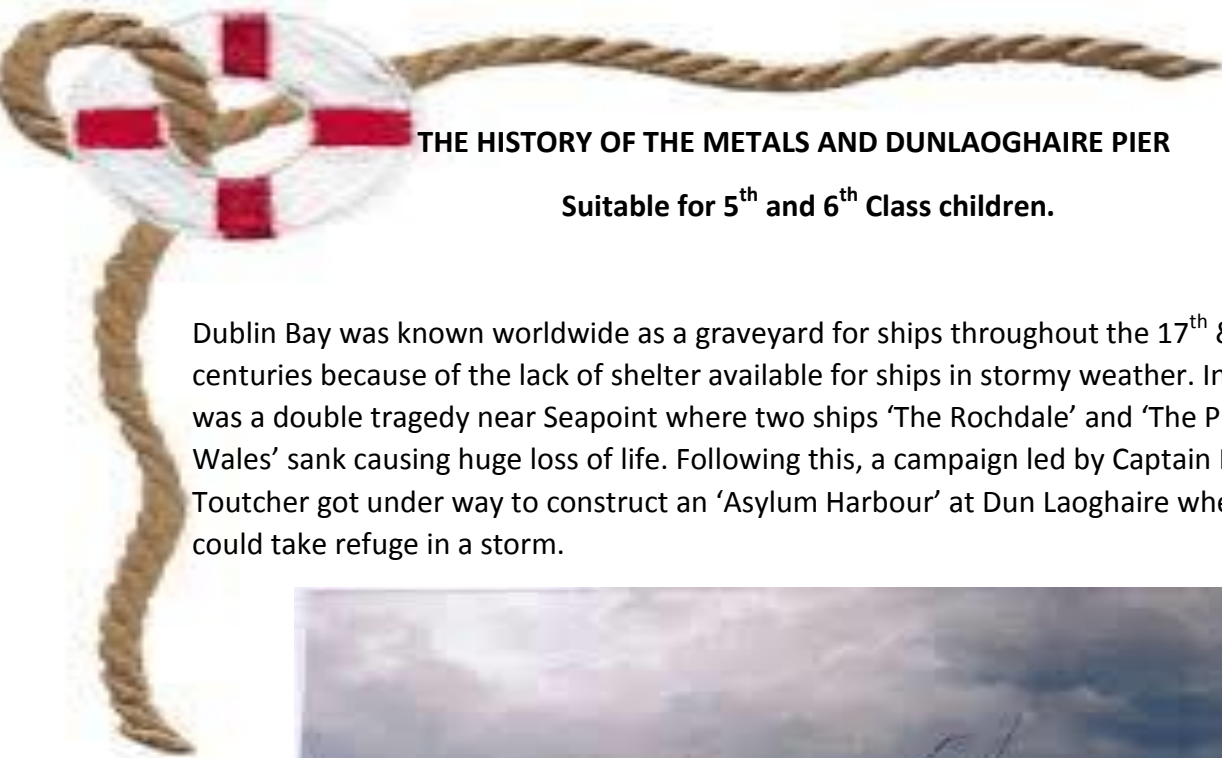 THE HISTORY OF THE METALS AND DUNLAOGHAIRE PIER
Suitable for 5th and 6th Class children.
Dublin Bay was known worldwide as a graveyard for ships throughout the 17th &
centuries because of the lack of shelter available for ships in stormy weather. In
was a double tragedy near Seapoint where two ships ‘The Rochdale’ and ‘The P
Wales’ sank causing huge loss of life. Following this, a campaign led by Captain
Toutcher got under way to construct an ‘Asylum Harbour’ at Dun Laoghaire whe
could take refuge in a storm.